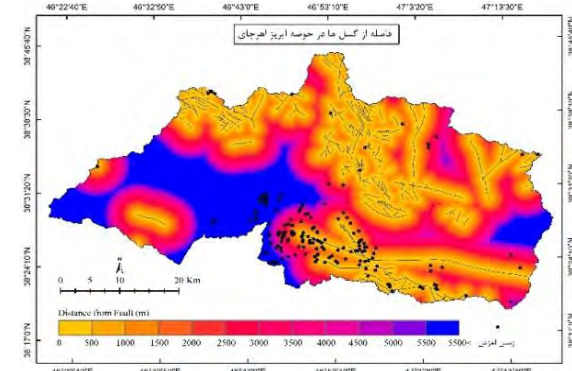 46°22'40"E 46°32'50"E 46°43'0"E 46°53'10"E 47°3'20"E 47°13'30"E
فاصله از گسل ها در حوضه ابریز اهرچای
38°45'40"N
38°38'30"N
38°31'20"N
38°24'10"N
38°17'0"N
N
0 5 10 20 Km
Distance from Fault (m)
0 500 1000 1500 2000 2500 3000 3500 4000 4500 5000 5500 5500<
زمین لغزش